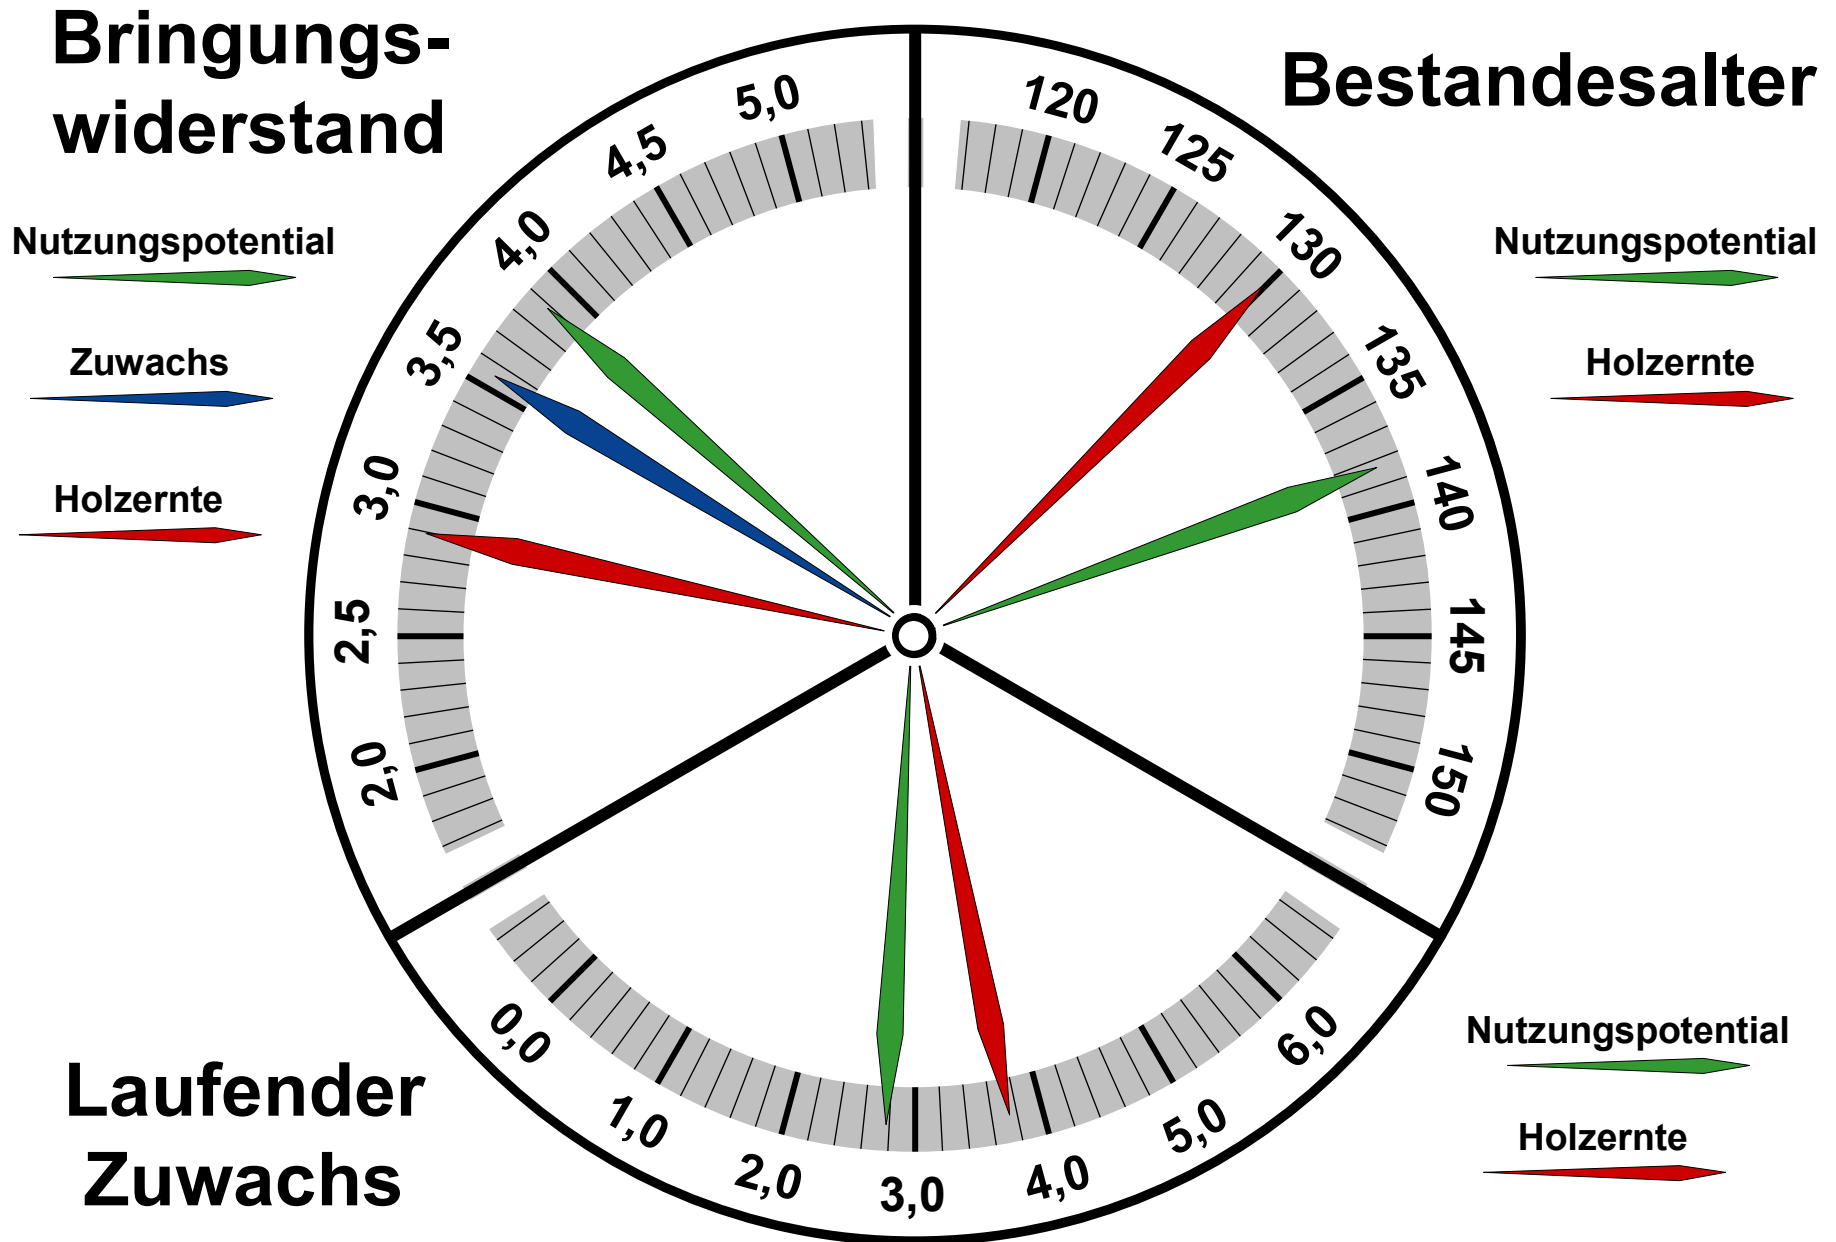 Bringungs-
widerstand
Nutzungspotential
Zuwachs
Holzernte
2,0
2,5
3,0
3,5
4,0
4,5
5,0
Bestandesalter
Nutzungspotential
Holzernte
120
125
130
135
140
145
150
Laufender
Zuwachs
0,0
1,0
2,0
3,0
4,0
5,0
6,0
Nutzungspotential
Holzernte